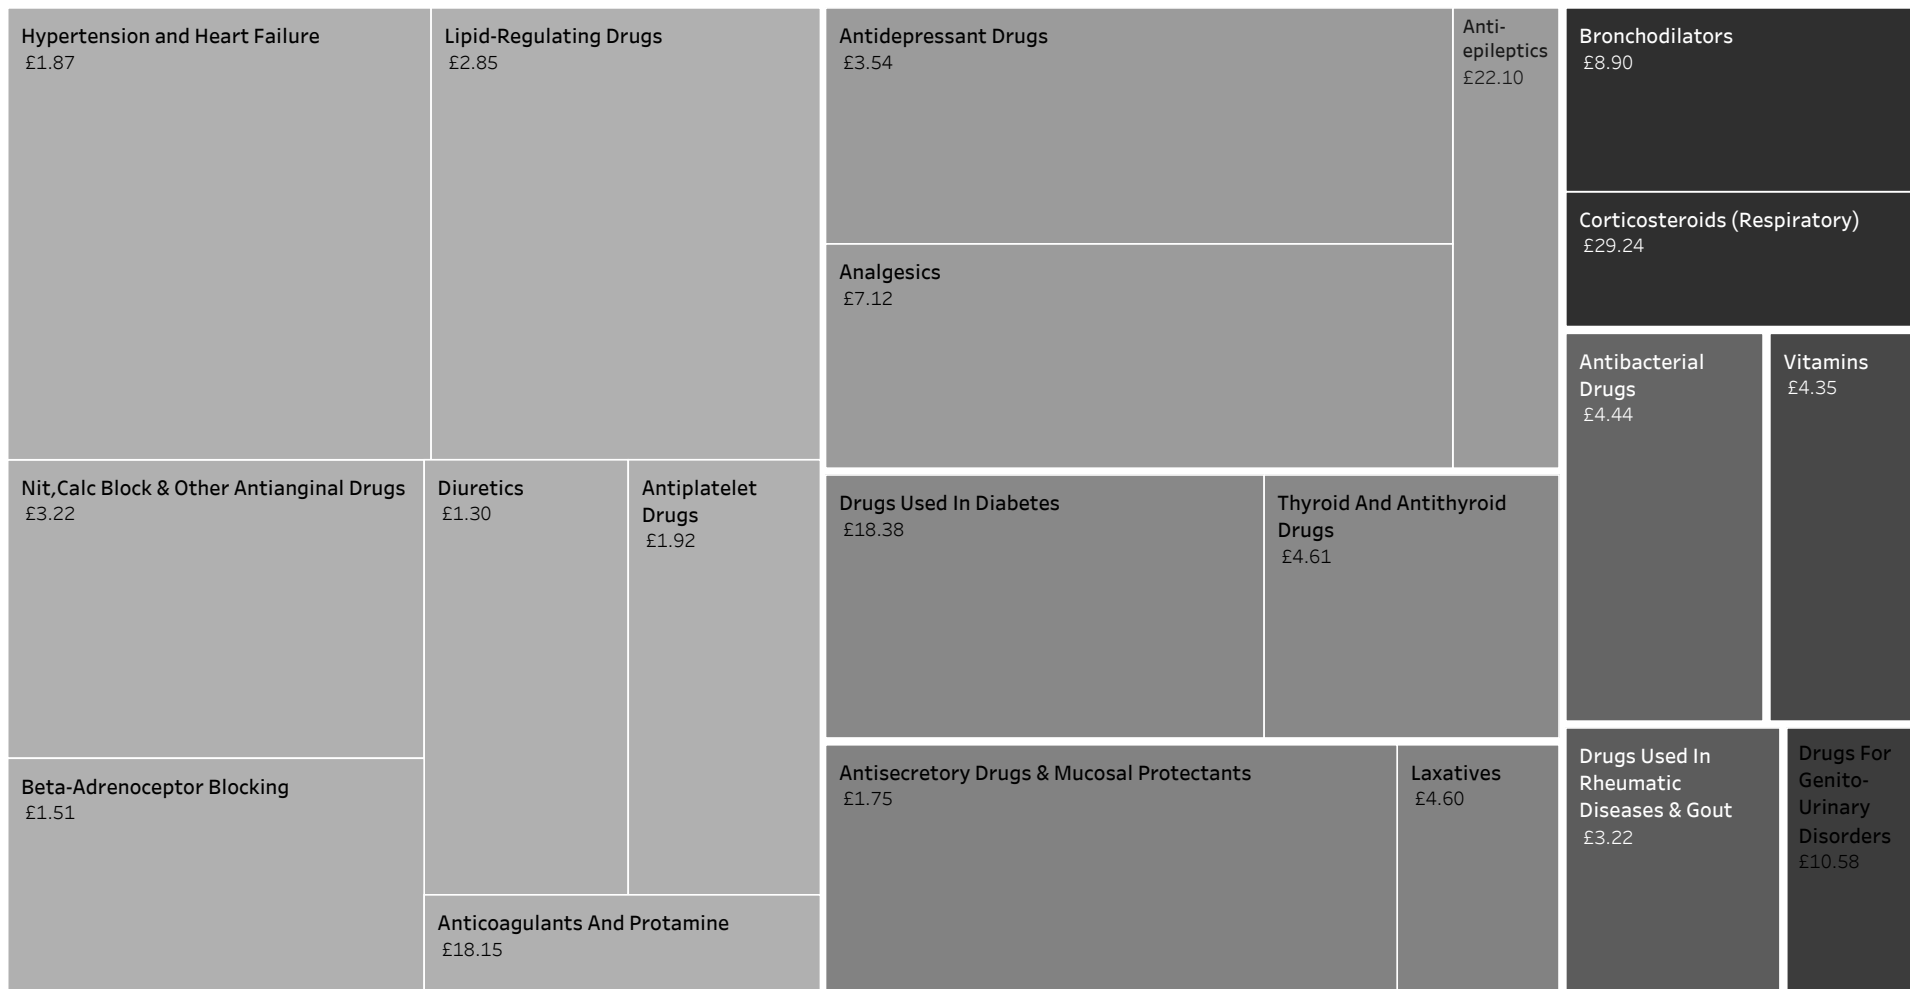 Hypertension and Heart Failure
£1.87
Lipid-Regulating Drugs
£2.85
Nit,Calc Block & Other Antianginal Drugs
£3.22
Diuretics
£1.30
Antiplatelet
Drugs
£1.92
Beta-Adrenoceptor Blocking
£1.51
Anticoagulants And Protamine
£18.15
Antidepressant Drugs
£3.54
Anti-
epileptics
£22.10
Analgesics
£7.12
Drugs Used In Diabetes
£18.38
Thyroid And Antithyroid
Drugs
£4.61
Antisecretory Drugs & Mucosal Protectants
£1.75
Laxatives
£4.60
Bronchodilators
£8.90
Corticosteroids (Respiratory)
£29.24
Antibacterial
Drugs
£4.44
Vitamins
£4.35
Drugs Used In
Rheumatic
Diseases & Gout
£3.22
Drugs For
Genito-
Urinary
Disorders
£10.58